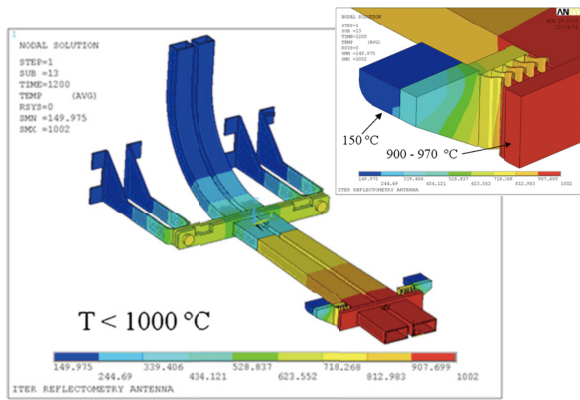 1
NODAL SOLUTION
STEP=1
SUB =13
TIME=1200
TEMP (AVG)
RSYS=0
SMN =149.975
SMX =1002
T < 1000 °C
149.975 339.406 528.837 718.268 907.699
244.69 434.121 623.552 812.983 1002
ITER REFLECTOMETRY ANTENNA
NODAL SOLUTION
STEP=1
SUB =13
TIME=1200
TEMP (AVG)
RSYS=0
SMN =149.975
SMX =1002
150 °C
900 - 970 °C
149.975 339.406 528.837 718.268 907.699
244.69 434.121 623.552 812.983 1002
ITER REFLECTOMETRY ANTENNA